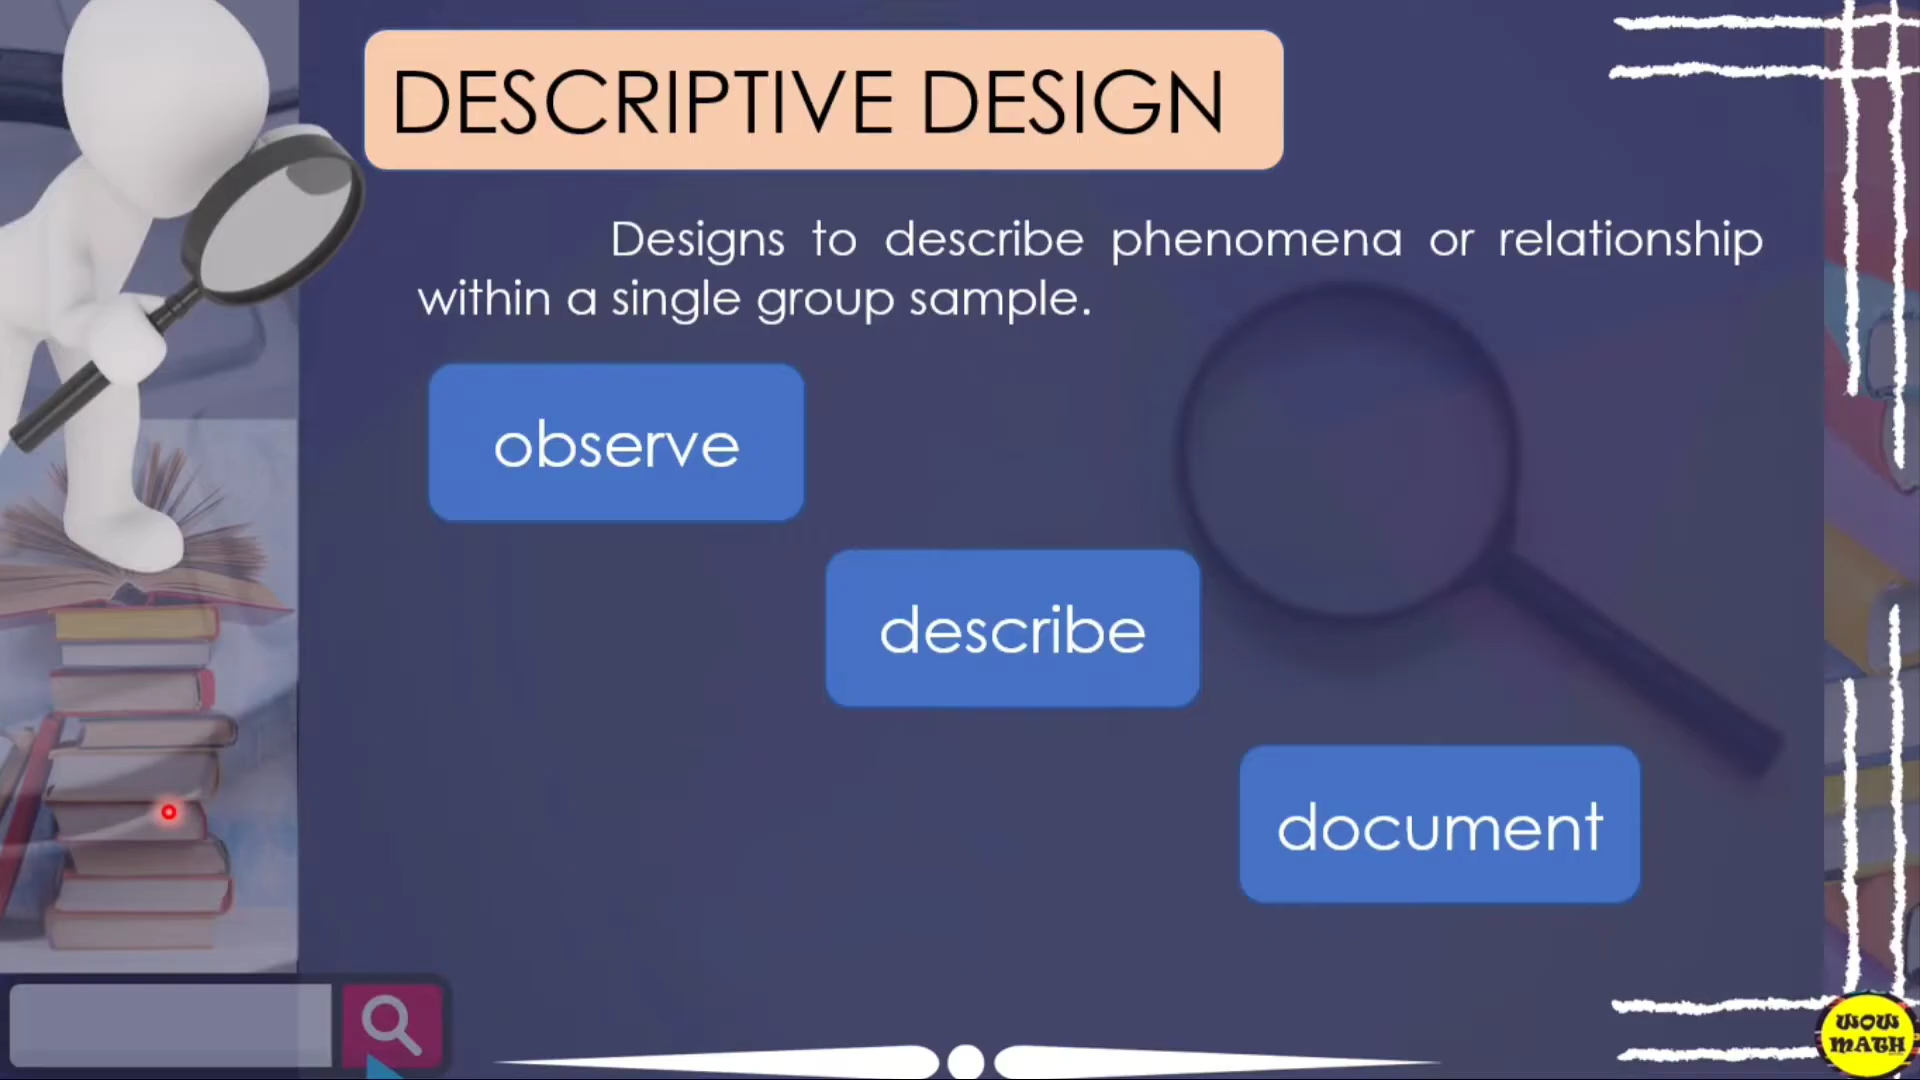 DESCRIPTIVE DESIGN
Designs to describe phenomena or relationship
within a single group sample.
observe
describe
document
WOW
MATH